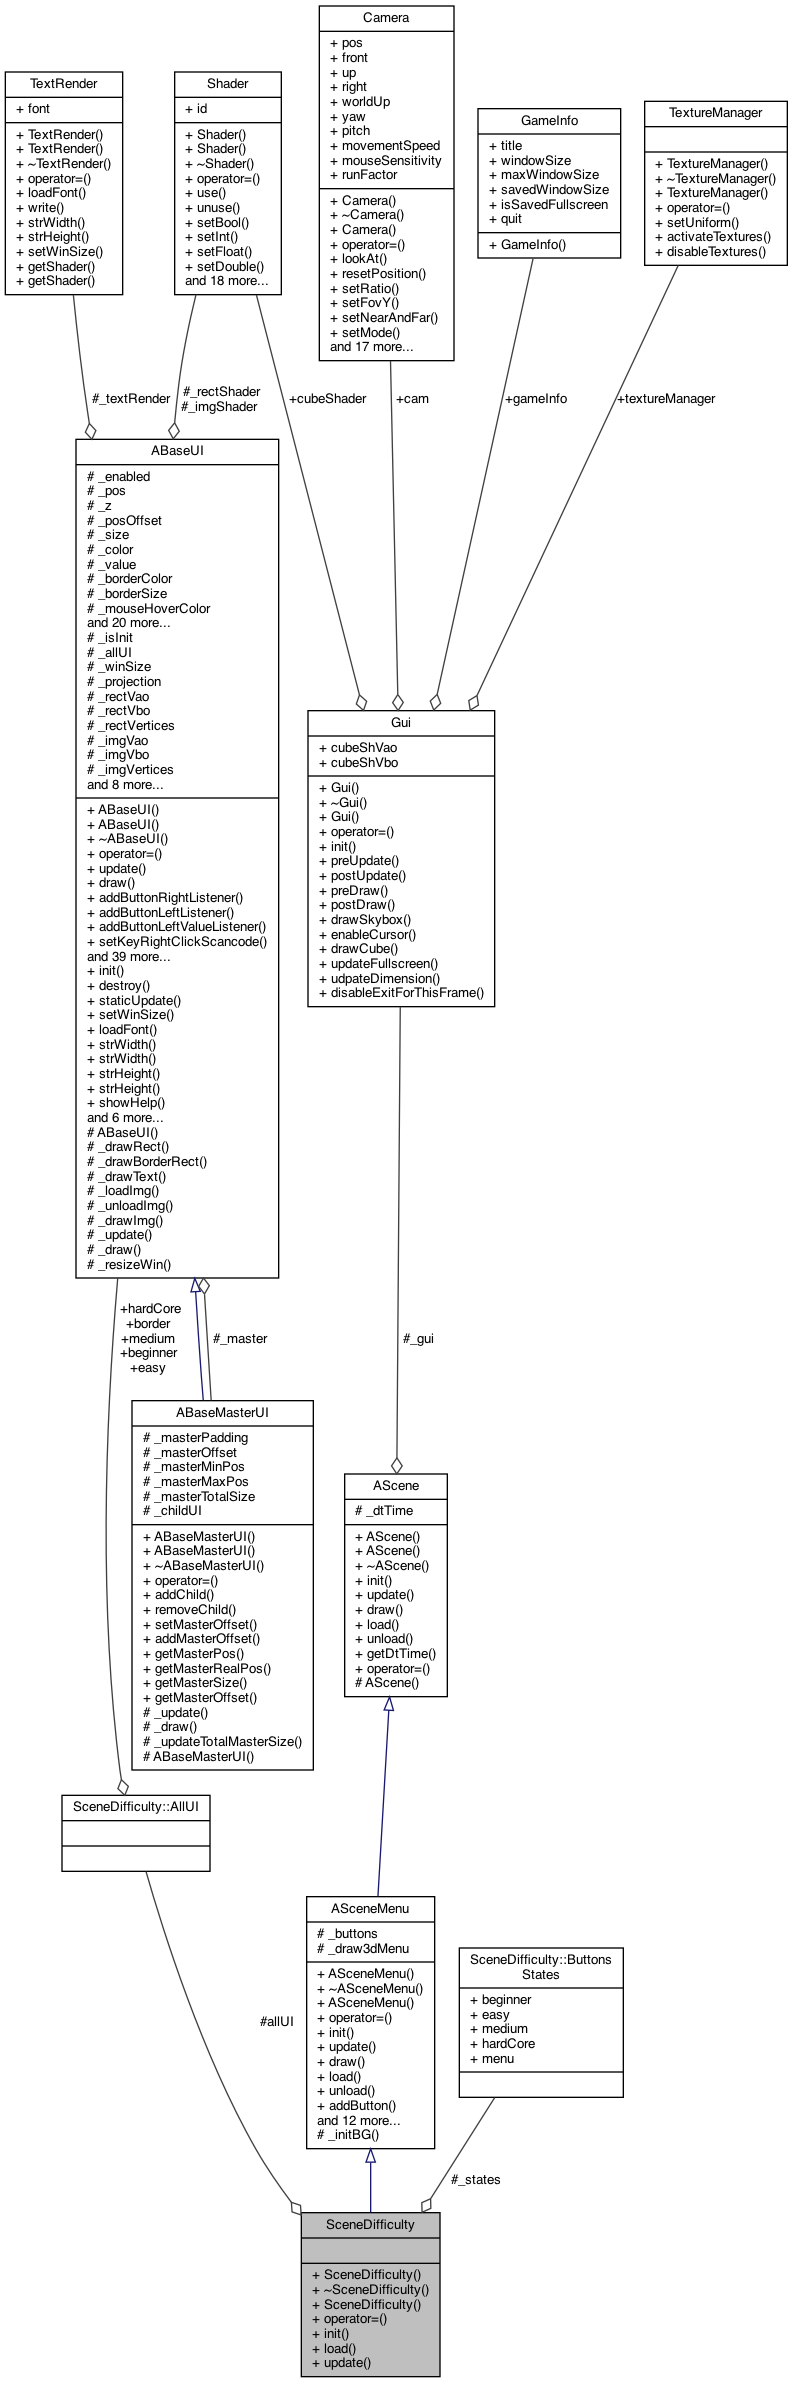 Camera
+ pos
+ front
+ up
+ right
+ worldUp
+ yaw
+ pitch
+ movementSpeed
+ mouseSensitivity
+ runFactor
+ Camera()
+ ~Camera()
+ Camera()
+ operator=()
+ lookAt()
+ resetPosition()
+ setRatio()
+ setFovY()
+ setNearAndFar()
+ setMode()
and 17 more...
TextRender
+ font
+ TextRender()
+ TextRender()
+ ~TextRender()
+ operator=()
+ loadFont()
+ write()
+ strWidth()
+ strHeight()
+ setWinSize()
+ getShader()
+ getShader()
Shader
+ id
+ Shader()
+ Shader()
+ ~Shader()
+ operator=()
+ use()
+ unuse()
+ setBool()
+ setInt()
+ setFloat()
+ setDouble()
and 18 more...
GameInfo
+ title
+ windowSize
+ maxWindowSize
+ savedWindowSize
+ isSavedFullscreen
+ quit
+ GameInfo()
TextureManager
+ TextureManager()
+ ~TextureManager()
+ TextureManager()
+ operator=()
+ setUniform()
+ activateTextures()
+ disableTextures()
#_textRender
#_rectShader
#_imgShader
+cubeShader
+cam
+gameInfo
+textureManager
ABaseUI
# _enabled
# _pos
# _z
# _posOffset
# _size
# _color
# _value
# _borderColor
# _borderSize
# _mouseHoverColor
and 20 more...
# _isInit
# _allUI
# _winSize
# _projection
# _rectVao
# _rectVbo
# _rectVertices
# _imgVao
# _imgVbo
# _imgVertices
and 8 more...
+ ABaseUI()
+ ABaseUI()
+ ~ABaseUI()
+ operator=()
+ update()
+ draw()
+ addButtonRightListener()
+ addButtonLeftListener()
+ addButtonLeftValueListener()
+ setKeyRightClickScancode()
and 39 more...
+ init()
+ destroy()
+ staticUpdate()
+ setWinSize()
+ loadFont()
+ strWidth()
+ strWidth()
+ strHeight()
+ strHeight()
+ showHelp()
and 6 more...
# ABaseUI()
# _drawRect()
# _drawBorderRect()
# _drawText()
# _loadImg()
# _unloadImg()
# _drawImg()
# _update()
# _draw()
# _resizeWin()
Gui
+ cubeShVao
+ cubeShVbo
+ Gui()
+ ~Gui()
+ Gui()
+ operator=()
+ init()
+ preUpdate()
+ postUpdate()
+ preDraw()
+ postDraw()
+ drawSkybox()
+ enableCursor()
+ drawCube()
+ updateFullscreen()
+ udpateDimension()
+ disableExitForThisFrame()
+hardCore
+border
+medium
+beginner
+easy
#_master
#_gui
ABaseMasterUI
# _masterPadding
# _masterOffset
# _masterMinPos
# _masterMaxPos
# _masterTotalSize
# _childUI
+ ABaseMasterUI()
+ ABaseMasterUI()
+ ~ABaseMasterUI()
+ operator=()
+ addChild()
+ removeChild()
+ setMasterOffset()
+ addMasterOffset()
+ getMasterPos()
+ getMasterRealPos()
+ getMasterSize()
+ getMasterOffset()
# _update()
# _draw()
# _updateTotalMasterSize()
# ABaseMasterUI()
AScene
# _dtTime
+ AScene()
+ AScene()
+ ~AScene()
+ init()
+ update()
+ draw()
+ load()
+ unload()
+ getDtTime()
+ operator=()
# AScene()
SceneDifficulty::AllUI
ASceneMenu
# _buttons
# _draw3dMenu
+ ASceneMenu()
+ ~ASceneMenu()
+ ASceneMenu()
+ operator=()
+ init()
+ update()
+ draw()
+ load()
+ unload()
+ addButton()
and 12 more...
# _initBG()
SceneDifficulty::Buttons
States
+ beginner
+ easy
+ medium
+ hardCore
+ menu
#allUI
#_states
SceneDifficulty
+ SceneDifficulty()
+ ~SceneDifficulty()
+ SceneDifficulty()
+ operator=()
+ init()
+ load()
+ update()